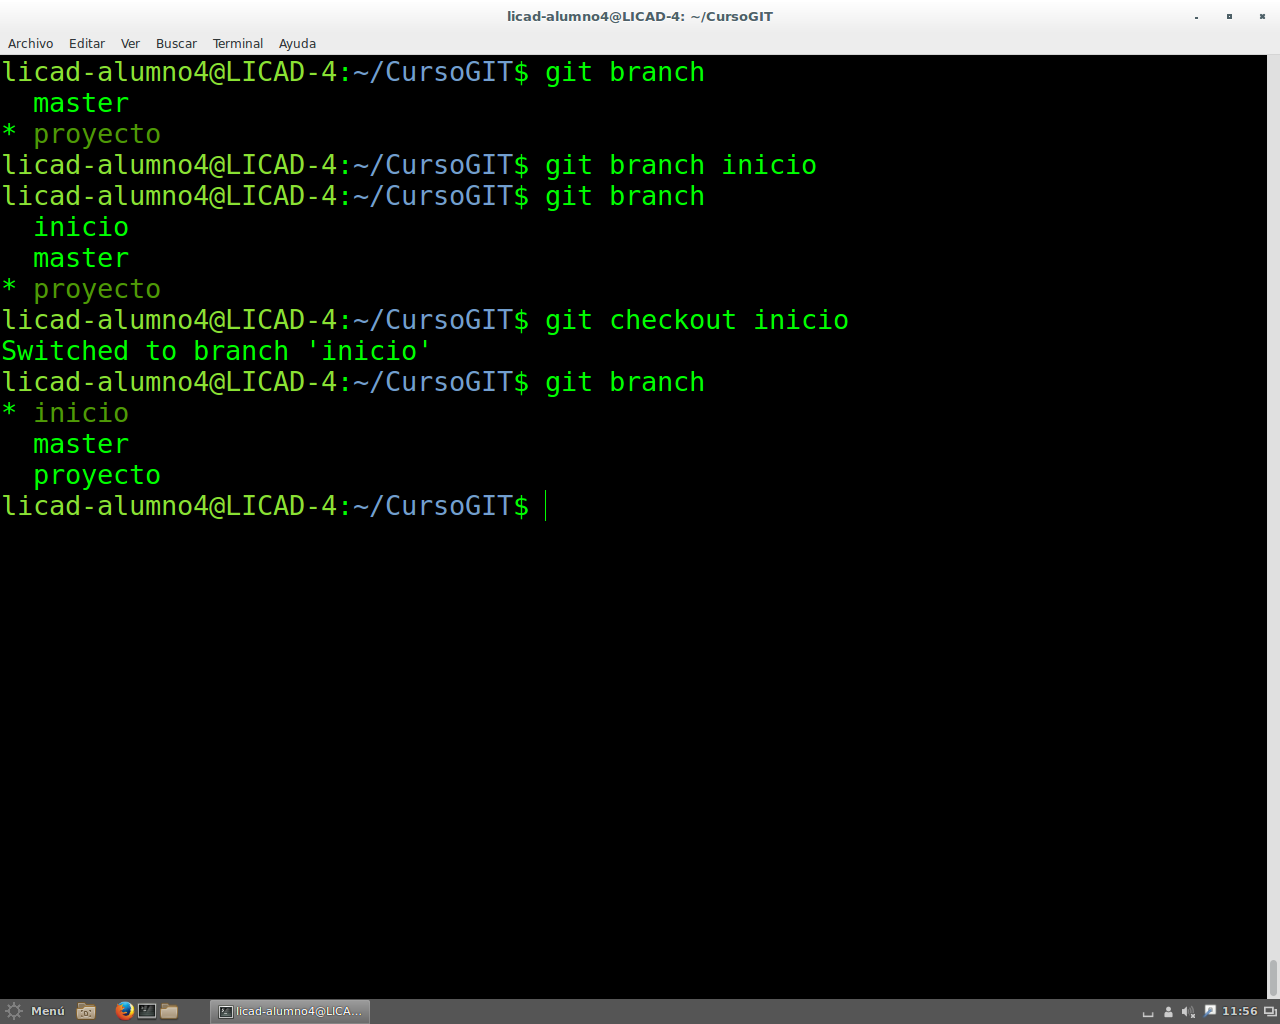 licad-alumno4@LICAD-4: ~/CursoGIT
Archivo Editar Ver Buscar Terminal Ayuda
licad-alumno4@LICAD-4:~/CursoGIT$ git branch
  master
* proyecto
licad-alumno4@LICAD-4:~/CursoGIT$ git branch inicio
licad-alumno4@LICAD-4:~/CursoGIT$ git branch
  inicio
  master
* proyecto
licad-alumno4@LICAD-4:~/CursoGIT$ git checkout inicio
Switched to branch 'inicio'
licad-alumno4@LICAD-4:~/CursoGIT$ git branch
* inicio
  master
  proyecto
licad-alumno4@LICAD-4:~/CursoGIT$
Menú licad-alumno4@LICA... 11:56